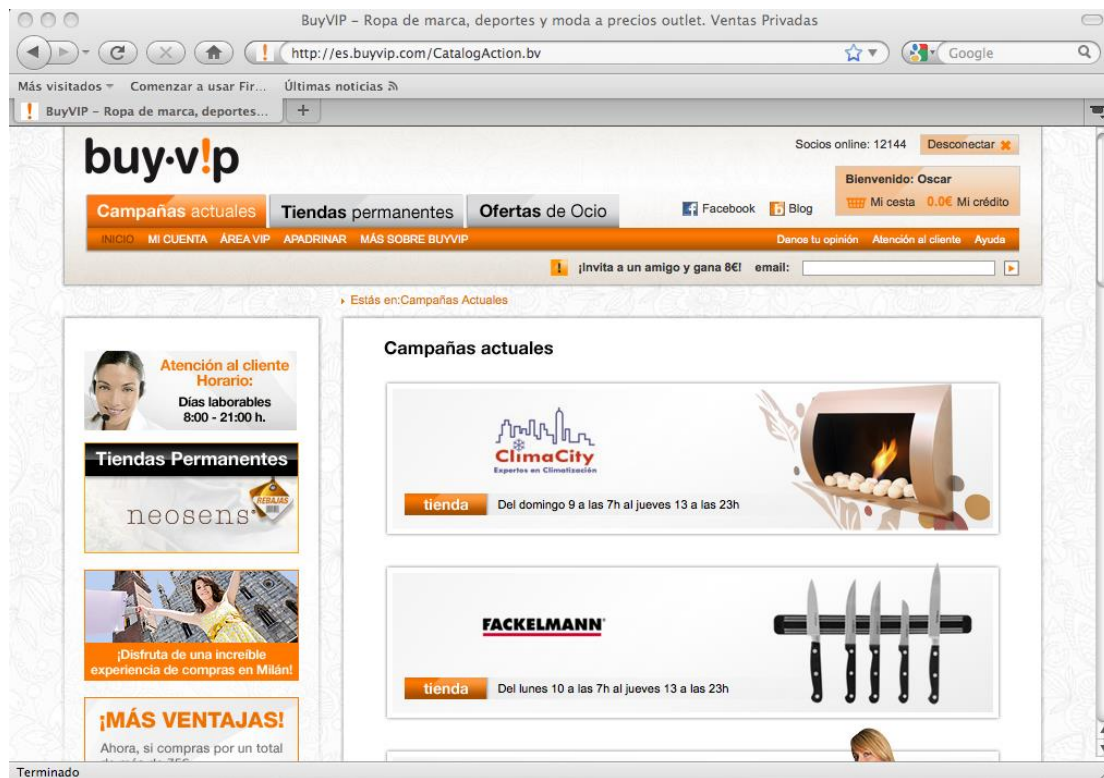 BuyVIP – Ropa de marca, deportes y moda a precios outlet. Ventas Privadas
http://es.buyvip.com/CatalogAction.bv
Google
Más visitados Comenzar a usar Fir... Últimas noticias
BuyVIP – Ropa de marca, deportes... +
buy·v!p
Socios online: 12144 Desconectar
Bienvenido: Oscar
Mi cesta 0.0€ Mi crédito
Campañas actuales Tiendas permanentes Ofertas de Ocio Facebook Blog
INICIO MI CUENTA ÁREA VIP APADRINAR MÁS SOBRE BUYVIP Danos tu opinión Atención al cliente Ayuda
¡Invita a un amigo y gana 8€! email:
Estás en:Campañas Actuales
Atención al cliente
Horario:
Días laborables
8:00 - 21:00 h.
Tiendas Permanentes
REBAJAS
neosens
¡Disfruta de una increíble
experiencia de compras en Milán!
¡MÁS VENTAJAS!
Ahora, si compras por un total
Campañas actuales
ClimaCity
Expertos en Climatización
tienda Del domingo 9 a las 7h al jueves 13 a las 23h
FACKELMANN
tienda Del lunes 10 a las 7h al jueves 13 a las 23h
Terminado